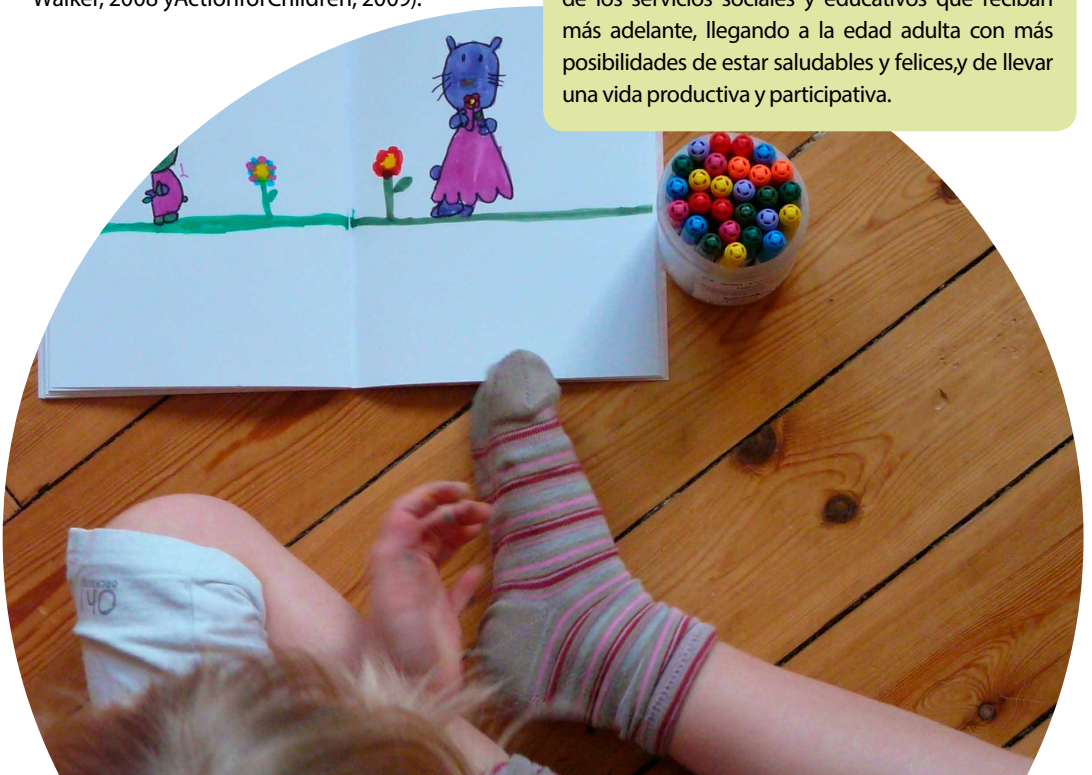 Walker, 2008 yActionforChildren, 2009).
de los servicios sociales y educativos que reciban
más adelante, llegando a la edad adulta con más
posibilidades de estar saludables y felices,y de llevar
una vida productiva y participativa.
Oh!